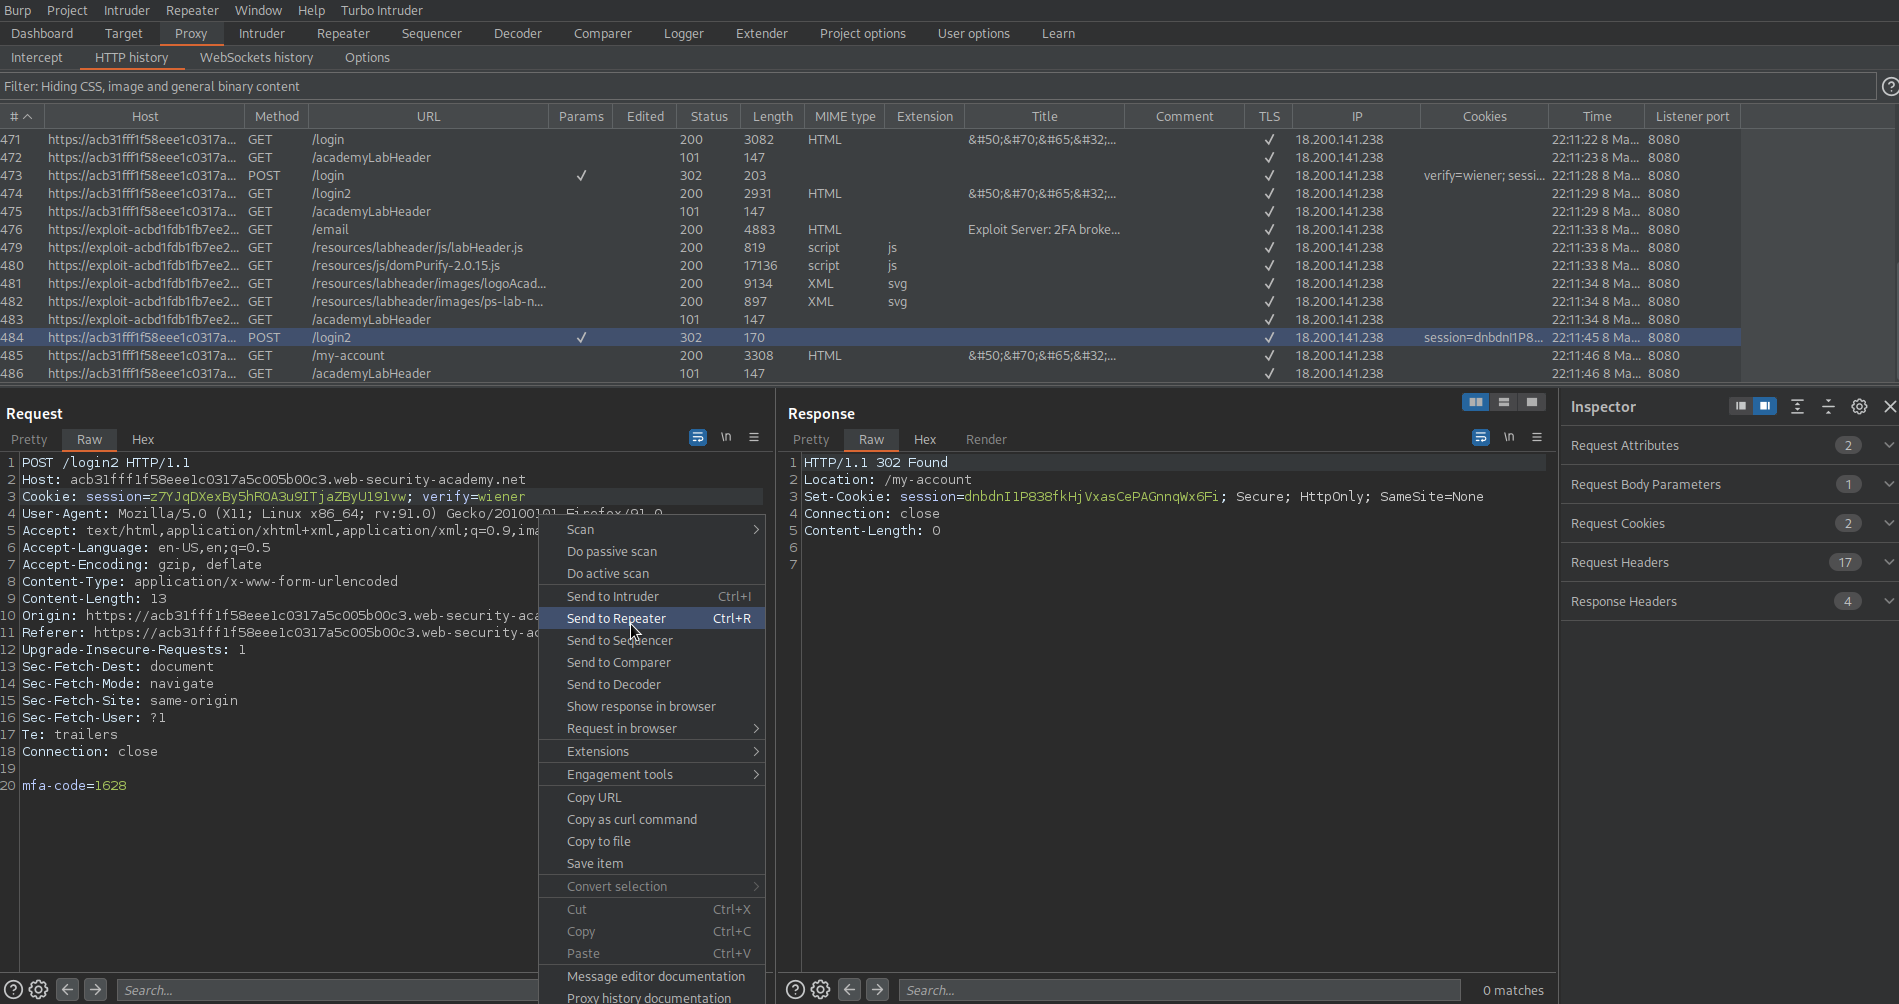 Burp Project Intruder Repeater Window Help Turbo Intruder
Dashboard Target Proxy Intruder Repeater Sequencer Decoder Comparer Logger Extender Project options User options Learn
Intercept HTTP history WebSockets history Options
Filter: Hiding CSS, image and general binary content
# Host Method URL Params Edited Status Length MIME type Extension Title Comment TLS IP Cookies Time Listener port
471 https://acb31fff1f58eee1c0317a... GET /login 200 3082 HTML &#50;&#70;&#65;&#32;... ✓ 18.200.141.238 22:11:22 8 Ma... 8080
472 https://acb31fff1f58eee1c0317a... GET /academyLabHeader 101 147 ✓ 18.200.141.238 22:11:23 8 Ma... 8080
473 https://acb31fff1f58eee1c0317a... POST /login ✓ 302 203 ✓ 18.200.141.238 verify=wiener; sessi... 22:11:28 8 Ma... 8080
474 https://acb31fff1f58eee1c0317a... GET /login2 200 2931 HTML &#50;&#70;&#65;&#32;... ✓ 18.200.141.238 22:11:29 8 Ma... 8080
475 https://acb31fff1f58eee1c0317a... GET /academyLabHeader 101 147 ✓ 18.200.141.238 22:11:29 8 Ma... 8080
476 https://exploit-acbd1fdb1fb7ee2... GET /email 200 4883 HTML Exploit Server: 2FA broke... ✓ 18.200.141.238 22:11:33 8 Ma... 8080
479 https://exploit-acbd1fdb1fb7ee2... GET /resources/labheader/js/labHeader.js 200 819 script js ✓ 18.200.141.238 22:11:33 8 Ma... 8080
480 https://exploit-acbd1fdb1fb7ee2... GET /resources/js/domPurify-2.0.15.js 200 17136 script js ✓ 18.200.141.238 22:11:33 8 Ma... 8080
481 https://exploit-acbd1fdb1fb7ee2... GET /resources/labheader/images/logoAcad... 200 9134 XML svg ✓ 18.200.141.238 22:11:34 8 Ma... 8080
482 https://exploit-acbd1fdb1fb7ee2... GET /resources/labheader/images/ps-lab-n... 200 897 XML svg ✓ 18.200.141.238 22:11:34 8 Ma... 8080
483 https://exploit-acbd1fdb1fb7ee2... GET /academyLabHeader 101 147 ✓ 18.200.141.238 22:11:34 8 Ma... 8080
484 https://acb31fff1f58eee1c0317a... POST /login2 ✓ 302 170 ✓ 18.200.141.238 session=dnbdnI1P8... 22:11:45 8 Ma... 8080
485 https://acb31fff1f58eee1c0317a... GET /my-account 200 3308 HTML &#50;&#70;&#65;&#32;... ✓ 18.200.141.238 22:11:46 8 Ma... 8080
486 https://acb31fff1f58eee1c0317a... GET /academyLabHeader 101 147 ✓ 18.200.141.238 22:11:46 8 Ma... 8080
Request
Pretty Raw Hex \n
1 POST /login2 HTTP/1.1
2 Host: acb31fff1f58eee1c0317a5c005b00c3.web-security-academy.net
3 Cookie: session=z7YJqDXexBy5hROA3u9ITjaZByU191vw; verify=wiener
4 User-Agent: Mozilla/5.0 (X11; Linux x86_64; rv:91.0) Gecko/20100101 Firefox/91.0
5 Accept: text/html,application/xhtml+xml,application/xml;q=0.9,ima
6 Accept-Language: en-US,en;q=0.5
7 Accept-Encoding: gzip, deflate
8 Content-Type: application/x-www-form-urlencoded
9 Content-Length: 13
10 Origin: https://acb31fff1f58eee1c0317a5c005b00c3.web-security-aca
11 Referer: https://acb31fff1f58eee1c0317a5c005b00c3.web-security-ac
12 Upgrade-Insecure-Requests: 1
13 Sec-Fetch-Dest: document
14 Sec-Fetch-Mode: navigate
15 Sec-Fetch-Site: same-origin
16 Sec-Fetch-User: ?1
17 Te: trailers
18 Connection: close
19
20 mfa-code=1628
Scan
Do passive scan
Do active scan
Send to Intruder Ctrl+I
Send to Repeater Ctrl+R
Send to Sequencer
Send to Comparer
Send to Decoder
Show response in browser
Request in browser
Extensions
Engagement tools
Copy URL
Copy as curl command
Copy to file
Save item
Convert selection
Cut Ctrl+X
Copy Ctrl+C
Paste Ctrl+V
Message editor documentation
Proxy history documentation
Search...
Response
Pretty Raw Hex Render \n
1 HTTP/1.1 302 Found
2 Location: /my-account
3 Set-Cookie: session=dnbdnI1P838fkHjVxasCePAGnnqWx6Fi; Secure; HttpOnly; SameSite=None
4 Connection: close
5 Content-Length: 0
6
7
Search...
0 matches
Inspector
Request Attributes 2
Request Body Parameters 1
Request Cookies 2
Request Headers 17
Response Headers 4